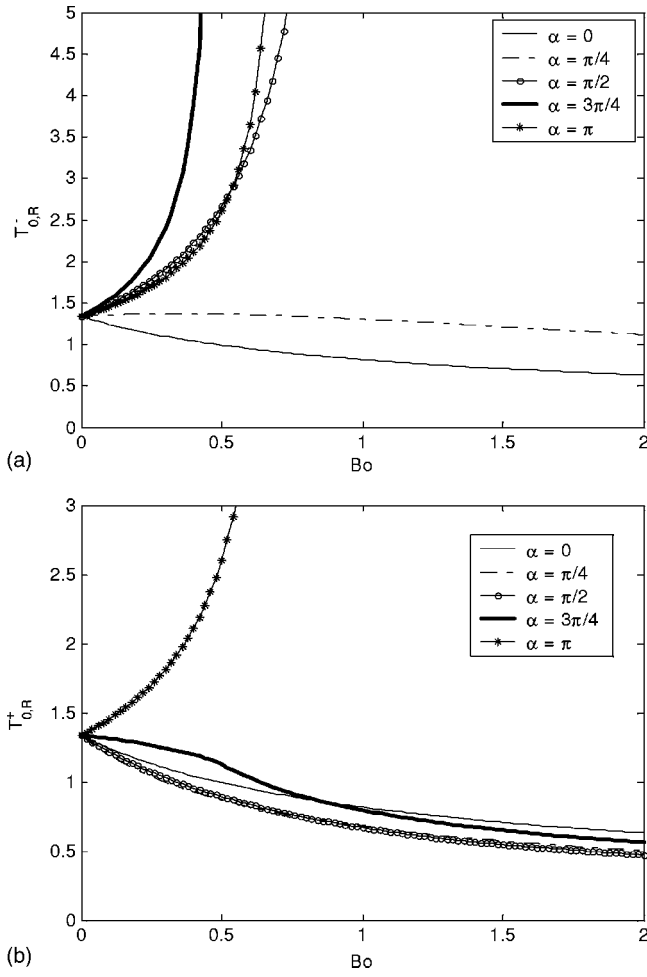 5
4.5
4
3.5
3
2.5
2
1.5
1
0.5
0
T⁻0,R
α = 0
α = π/4
α = π/2
α = 3π/4
α = π
0 0.5 1 1.5 2
Bo
(a)
3
2.5
2
1.5
1
0.5
0
T⁺0,R
α = 0
α = π/4
α = π/2
α = 3π/4
α = π
0 0.5 1 1.5 2
Bo
(b)